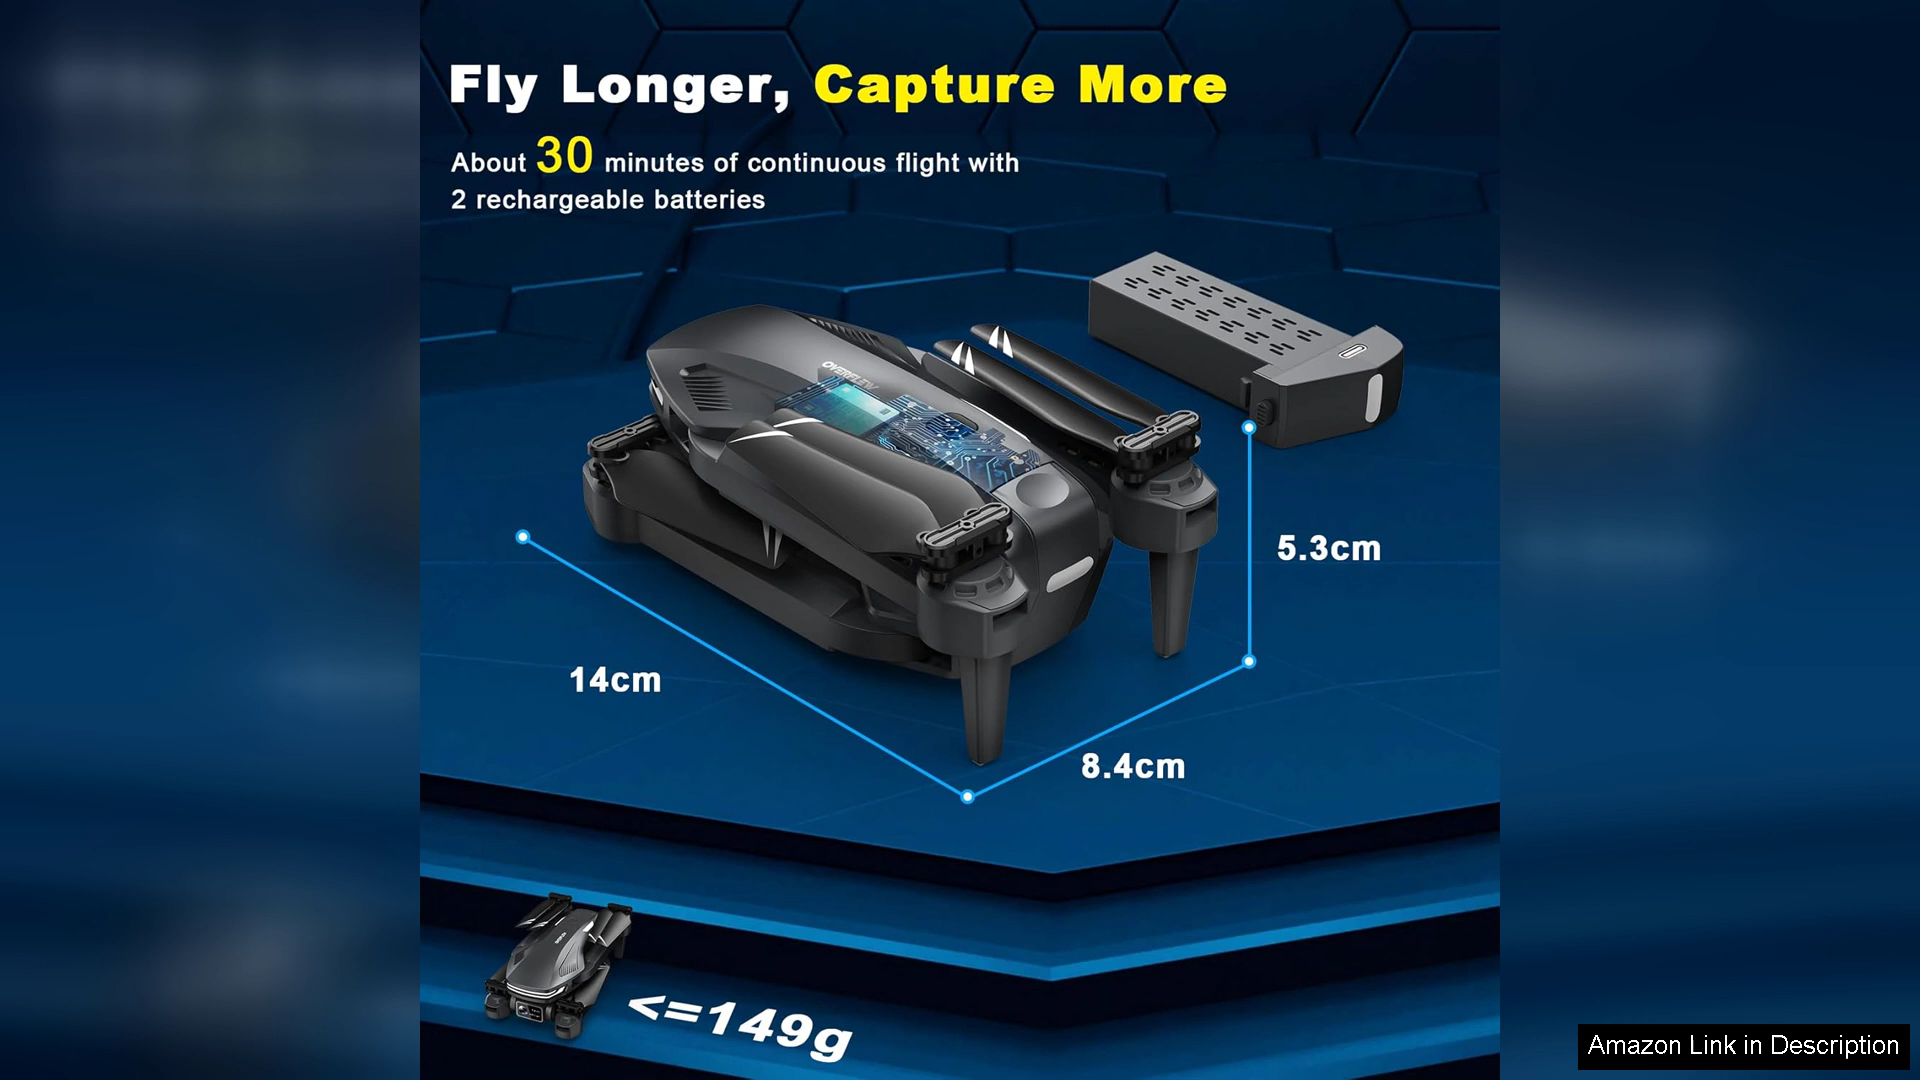 Fly Longer, Capture More
About 30 minutes of continuous flight with
2 rechargeable batteries
OVERFLEW
5.3cm
14cm
8.4cm
<=149g
Amazon Link in Description